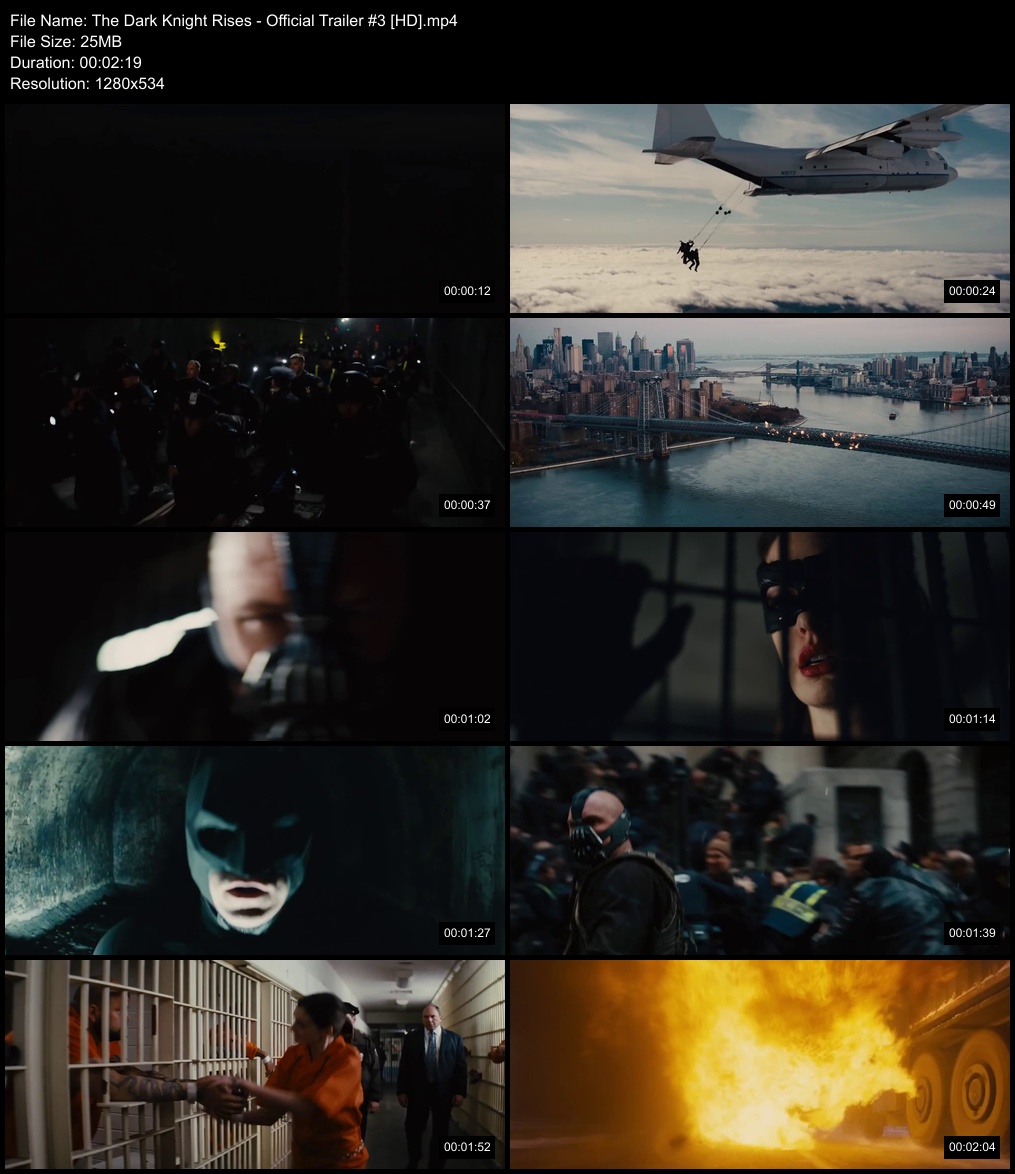 File Name: The Dark Knight Rises - Official Trailer #3 [HD].mp4
File Size: 25MB
Duration: 00:02:19
Resolution: 1280x534
00:00:12
00:00:24
00:00:37
00:00:49
00:01:02
00:01:14
00:01:27
00:01:39
00:01:52
00:02:04